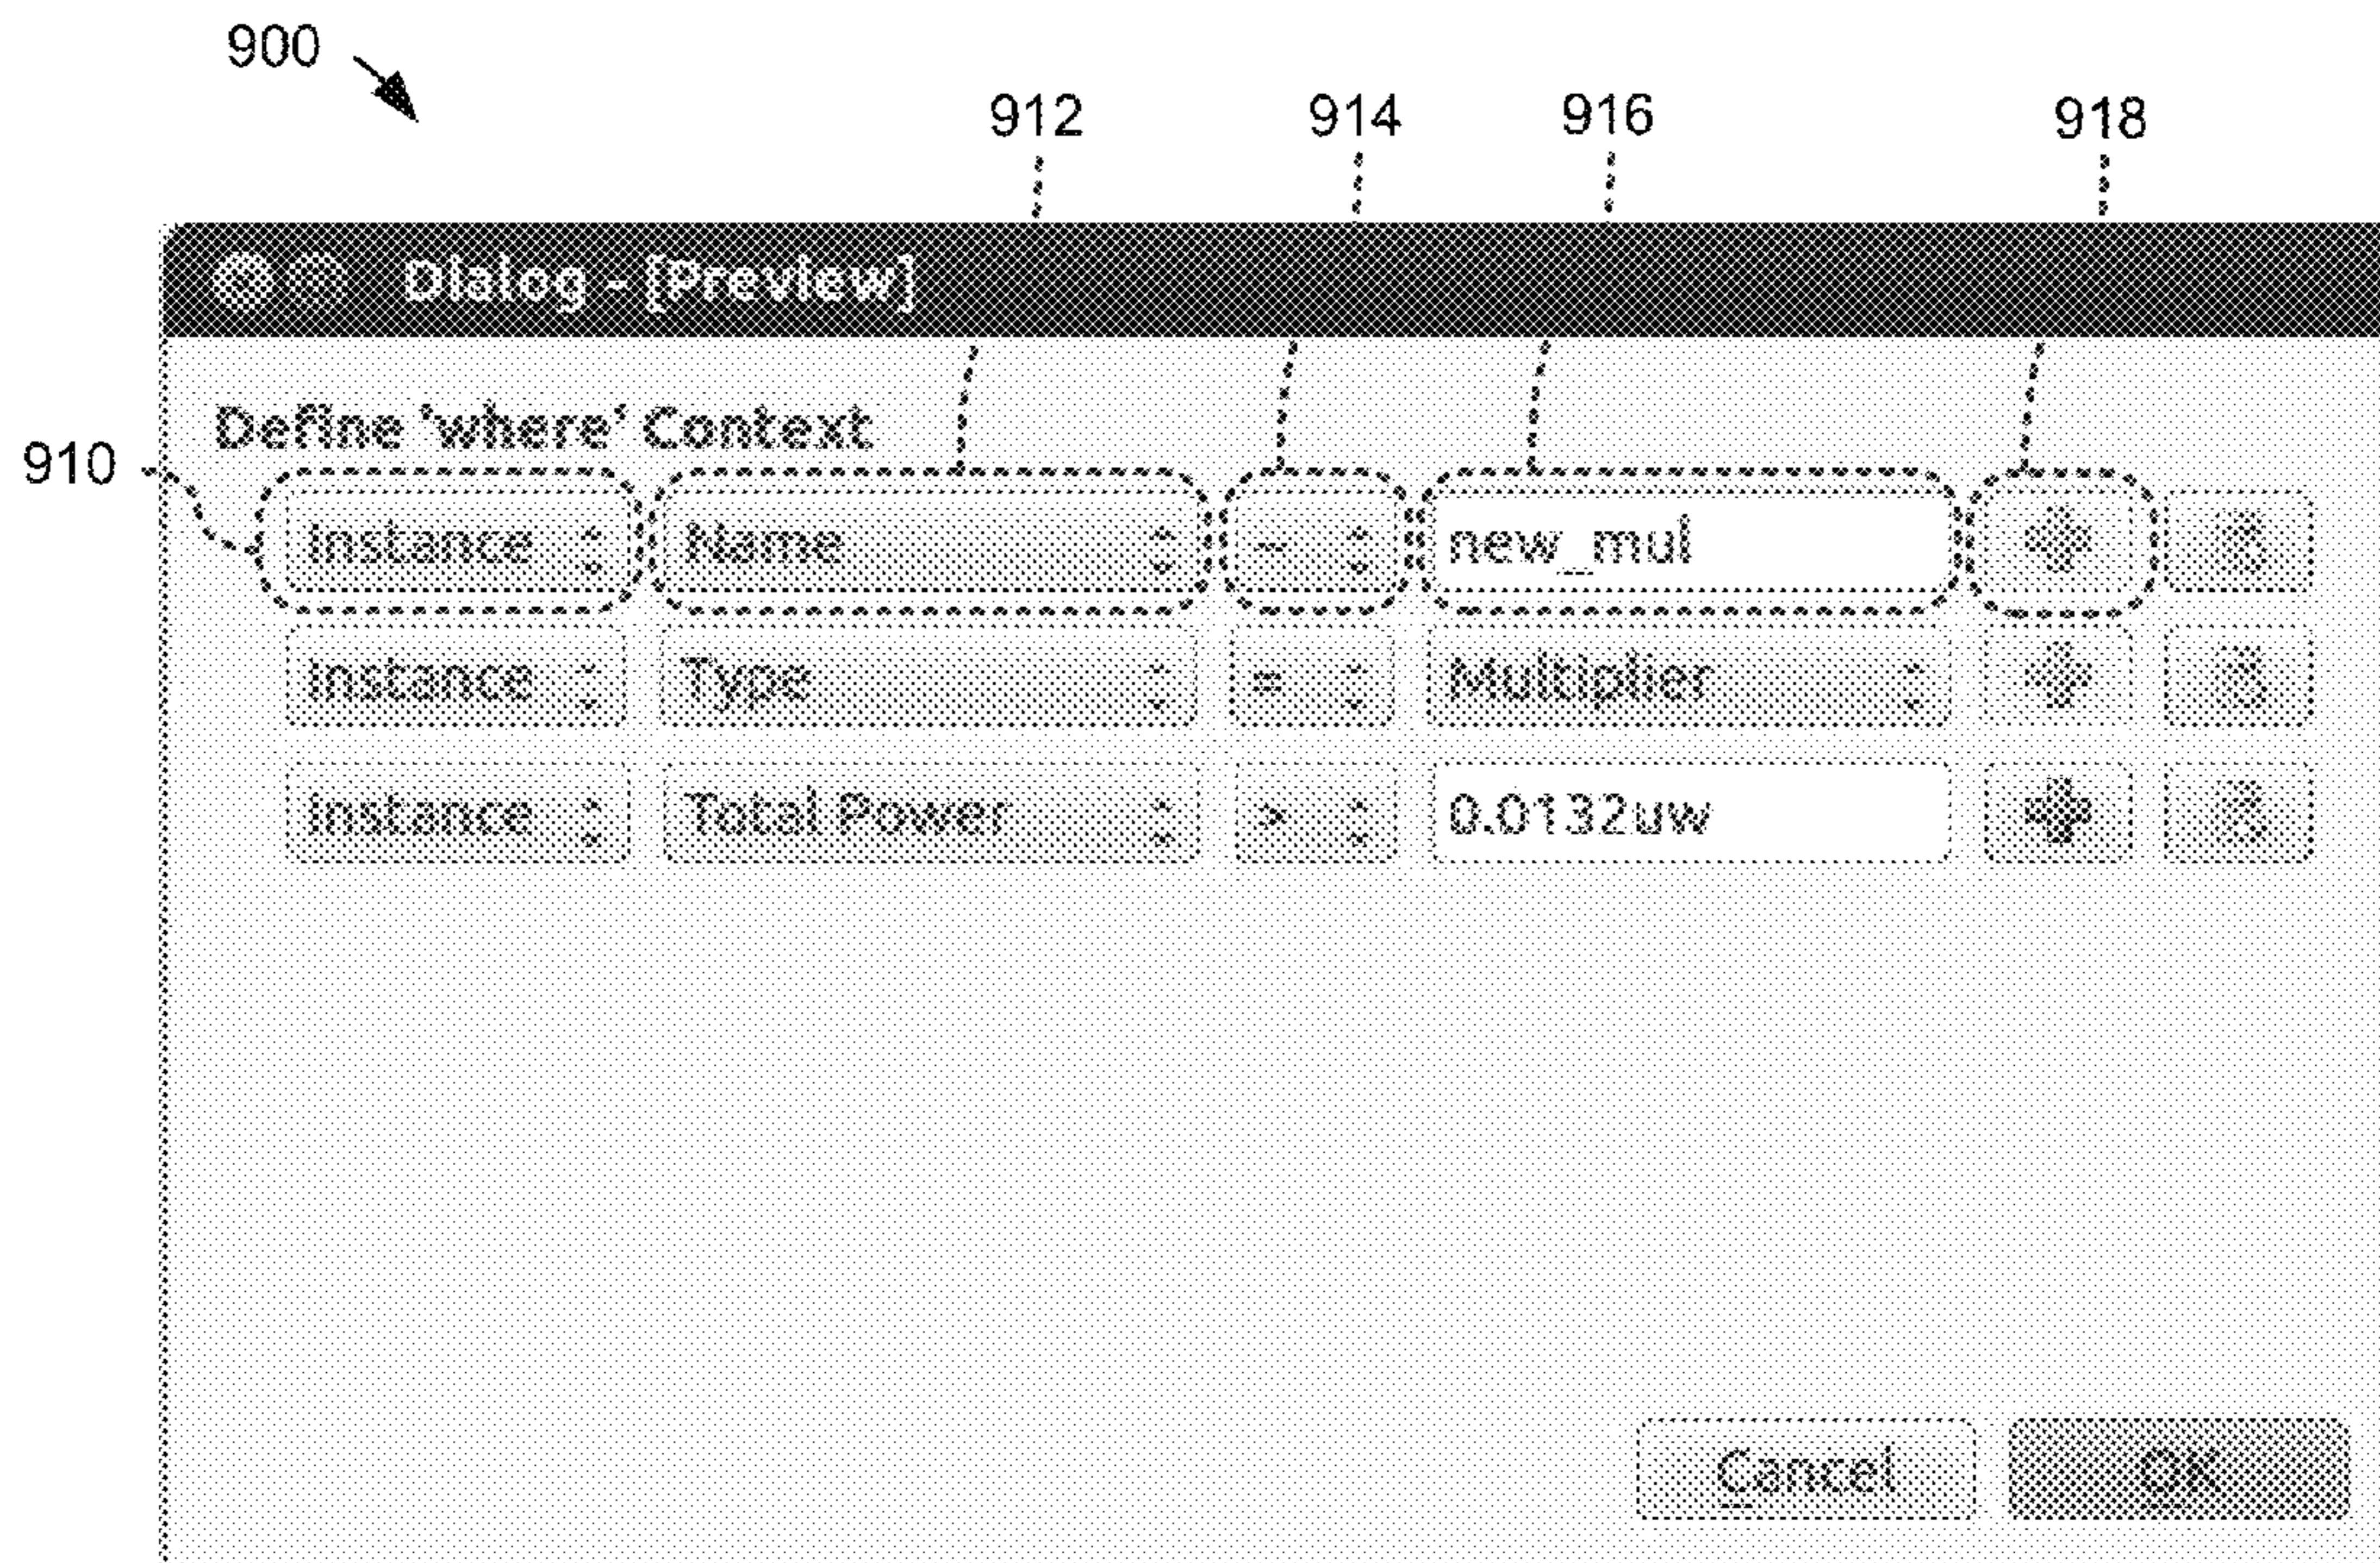 900
912 914 916 918
Dialog - [Preview]
Define 'where' Context
910
Instance Name ~ new_mul
Instance Type = Multiplier
Instance Total Power > 0.0132uw
Cancel OK